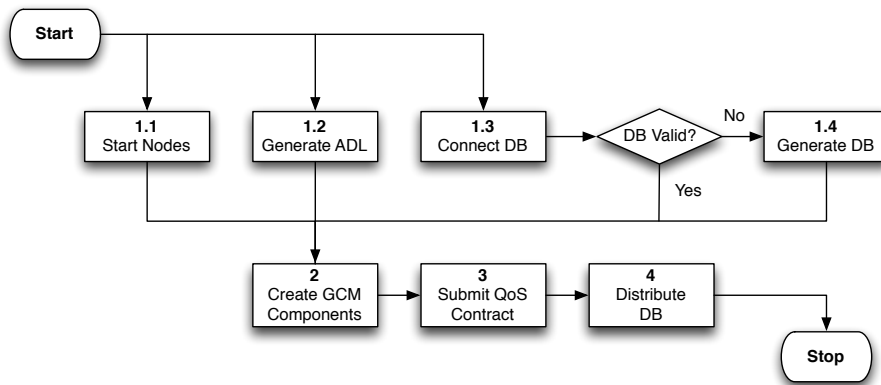 Start
1.1
Start Nodes
1.2
Generate ADL
1.3
Connect DB
DB Valid?
No
1.4
Generate DB
Yes
2
Create GCM
Components
3
Submit QoS
Contract
4
Distribute
DB
Stop